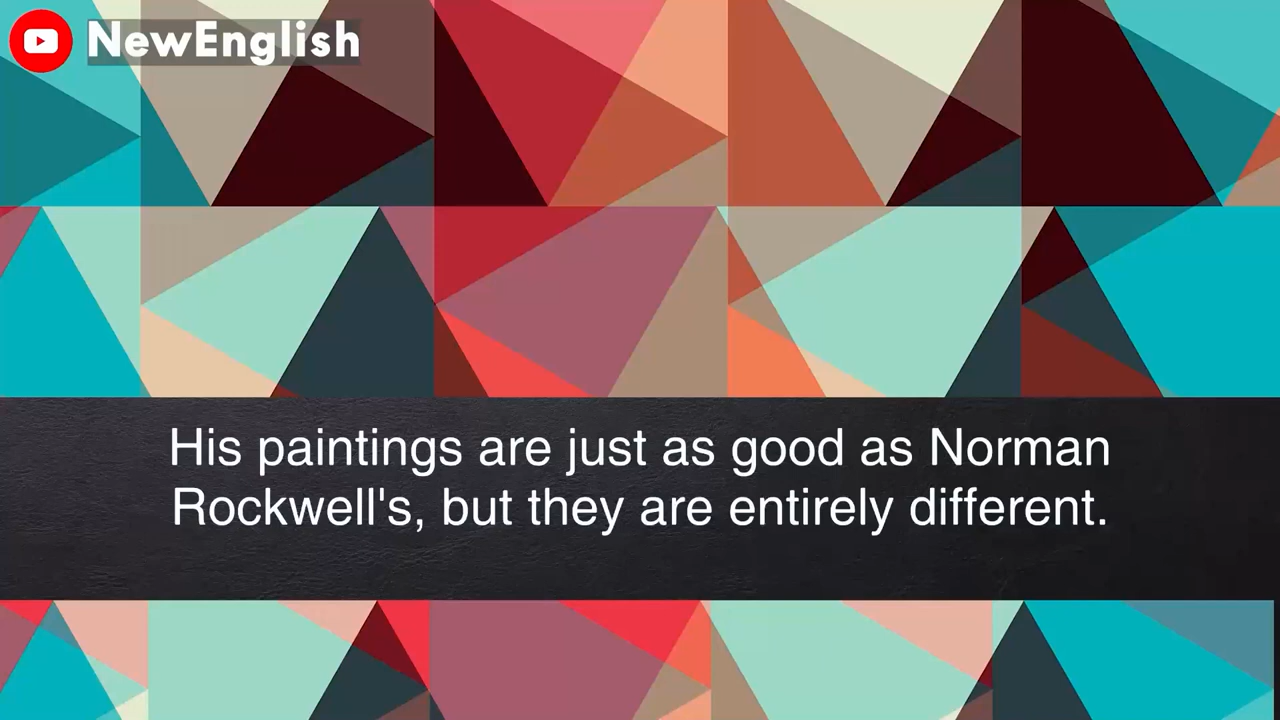 NewEnglish
His paintings are just as good as Norman
Rockwell's, but they are entirely different.